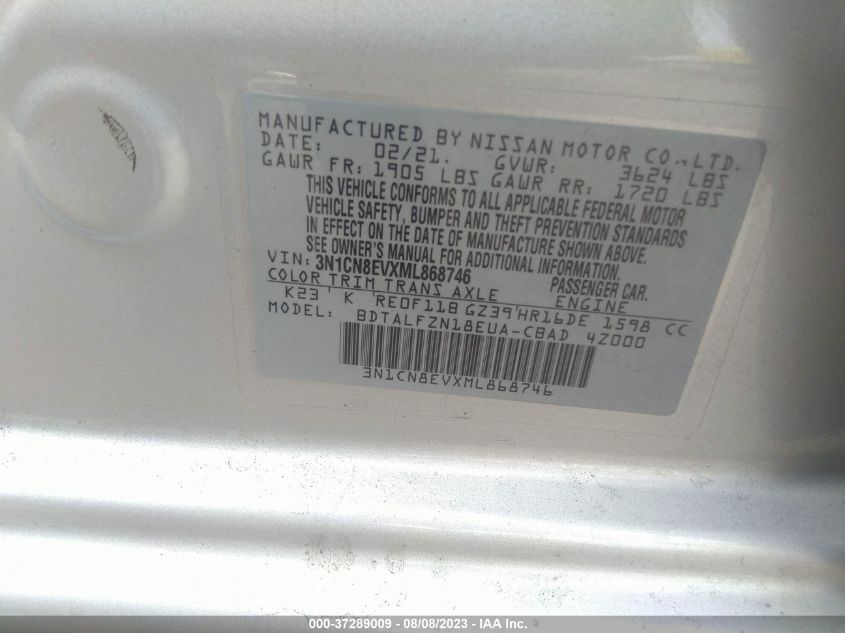 MANUFACTURED BY NISSAN MOTOR CO., LTD.
DATE: 02/21. GVWR: 3624 LBS
GAWR FR: 1905 LBS GAWR RR: 1720 LBS
THIS VEHICLE CONFORMS TO ALL APPLICABLE FEDERAL MOTOR
VEHICLE SAFETY, BUMPER AND THEFT PREVENTION STANDARDS
IN EFFECT ON THE DATE OF MANUFACTURE SHOWN ABOVE.
SEE OWNER'S MANUAL FOR ADDITIONAL INFORMATION.
VIN: 3N1CN8EVXML868746 PASSENGER CAR.
COLOR TRIM TRANS AXLE ENGINE
K23' K 'RE0F11B GZ39'HR16DE 1598 CC
MODEL: BDTALFZN18EUA-CBAD 4Z000
3N1CN8EVXML868746
000-37289009 - 08/08/2023 - IAA Inc.